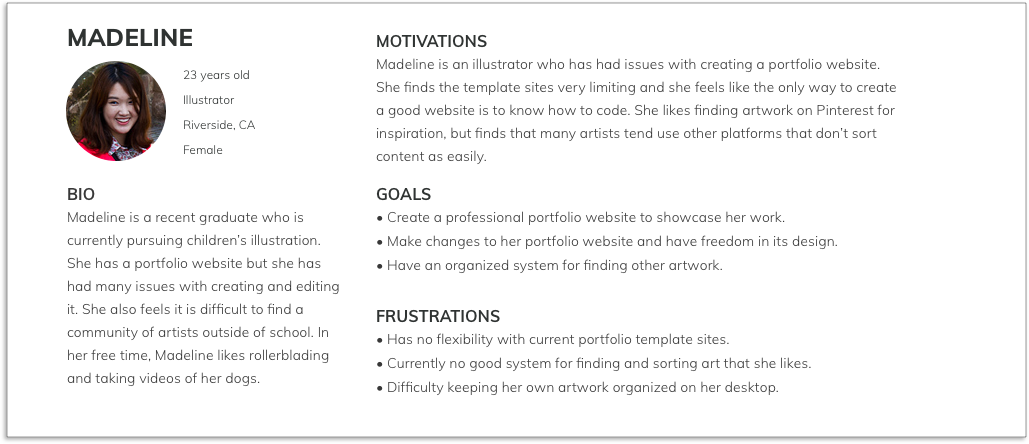 MADELINE
23 years old
Illustrator
Riverside, CA
Female
BIO
Madeline is a recent graduate who is
currently pursuing children's illustration.
She has a portfolio website but she has
had many issues with creating and editing
it. She also feels it is difficult to find a
community of artists outside of school. In
her free time, Madeline likes rollerblading
and taking videos of her dogs.
MOTIVATIONS
Madeline is an illustrator who has had issues with creating a portfolio website.
She finds the template sites very limiting and she feels like the only way to create
a good website is to know how to code. She likes finding artwork on Pinterest for
inspiration, but finds that many artists tend use other platforms that don't sort
content as easily.
GOALS
• Create a professional portfolio website to showcase her work.
• Make changes to her portfolio website and have freedom in its design.
• Have an organized system for finding other artwork.
FRUSTRATIONS
• Has no flexibility with current portfolio template sites.
• Currently no good system for finding and sorting art that she likes.
• Difficulty keeping her own artwork organized on her desktop.